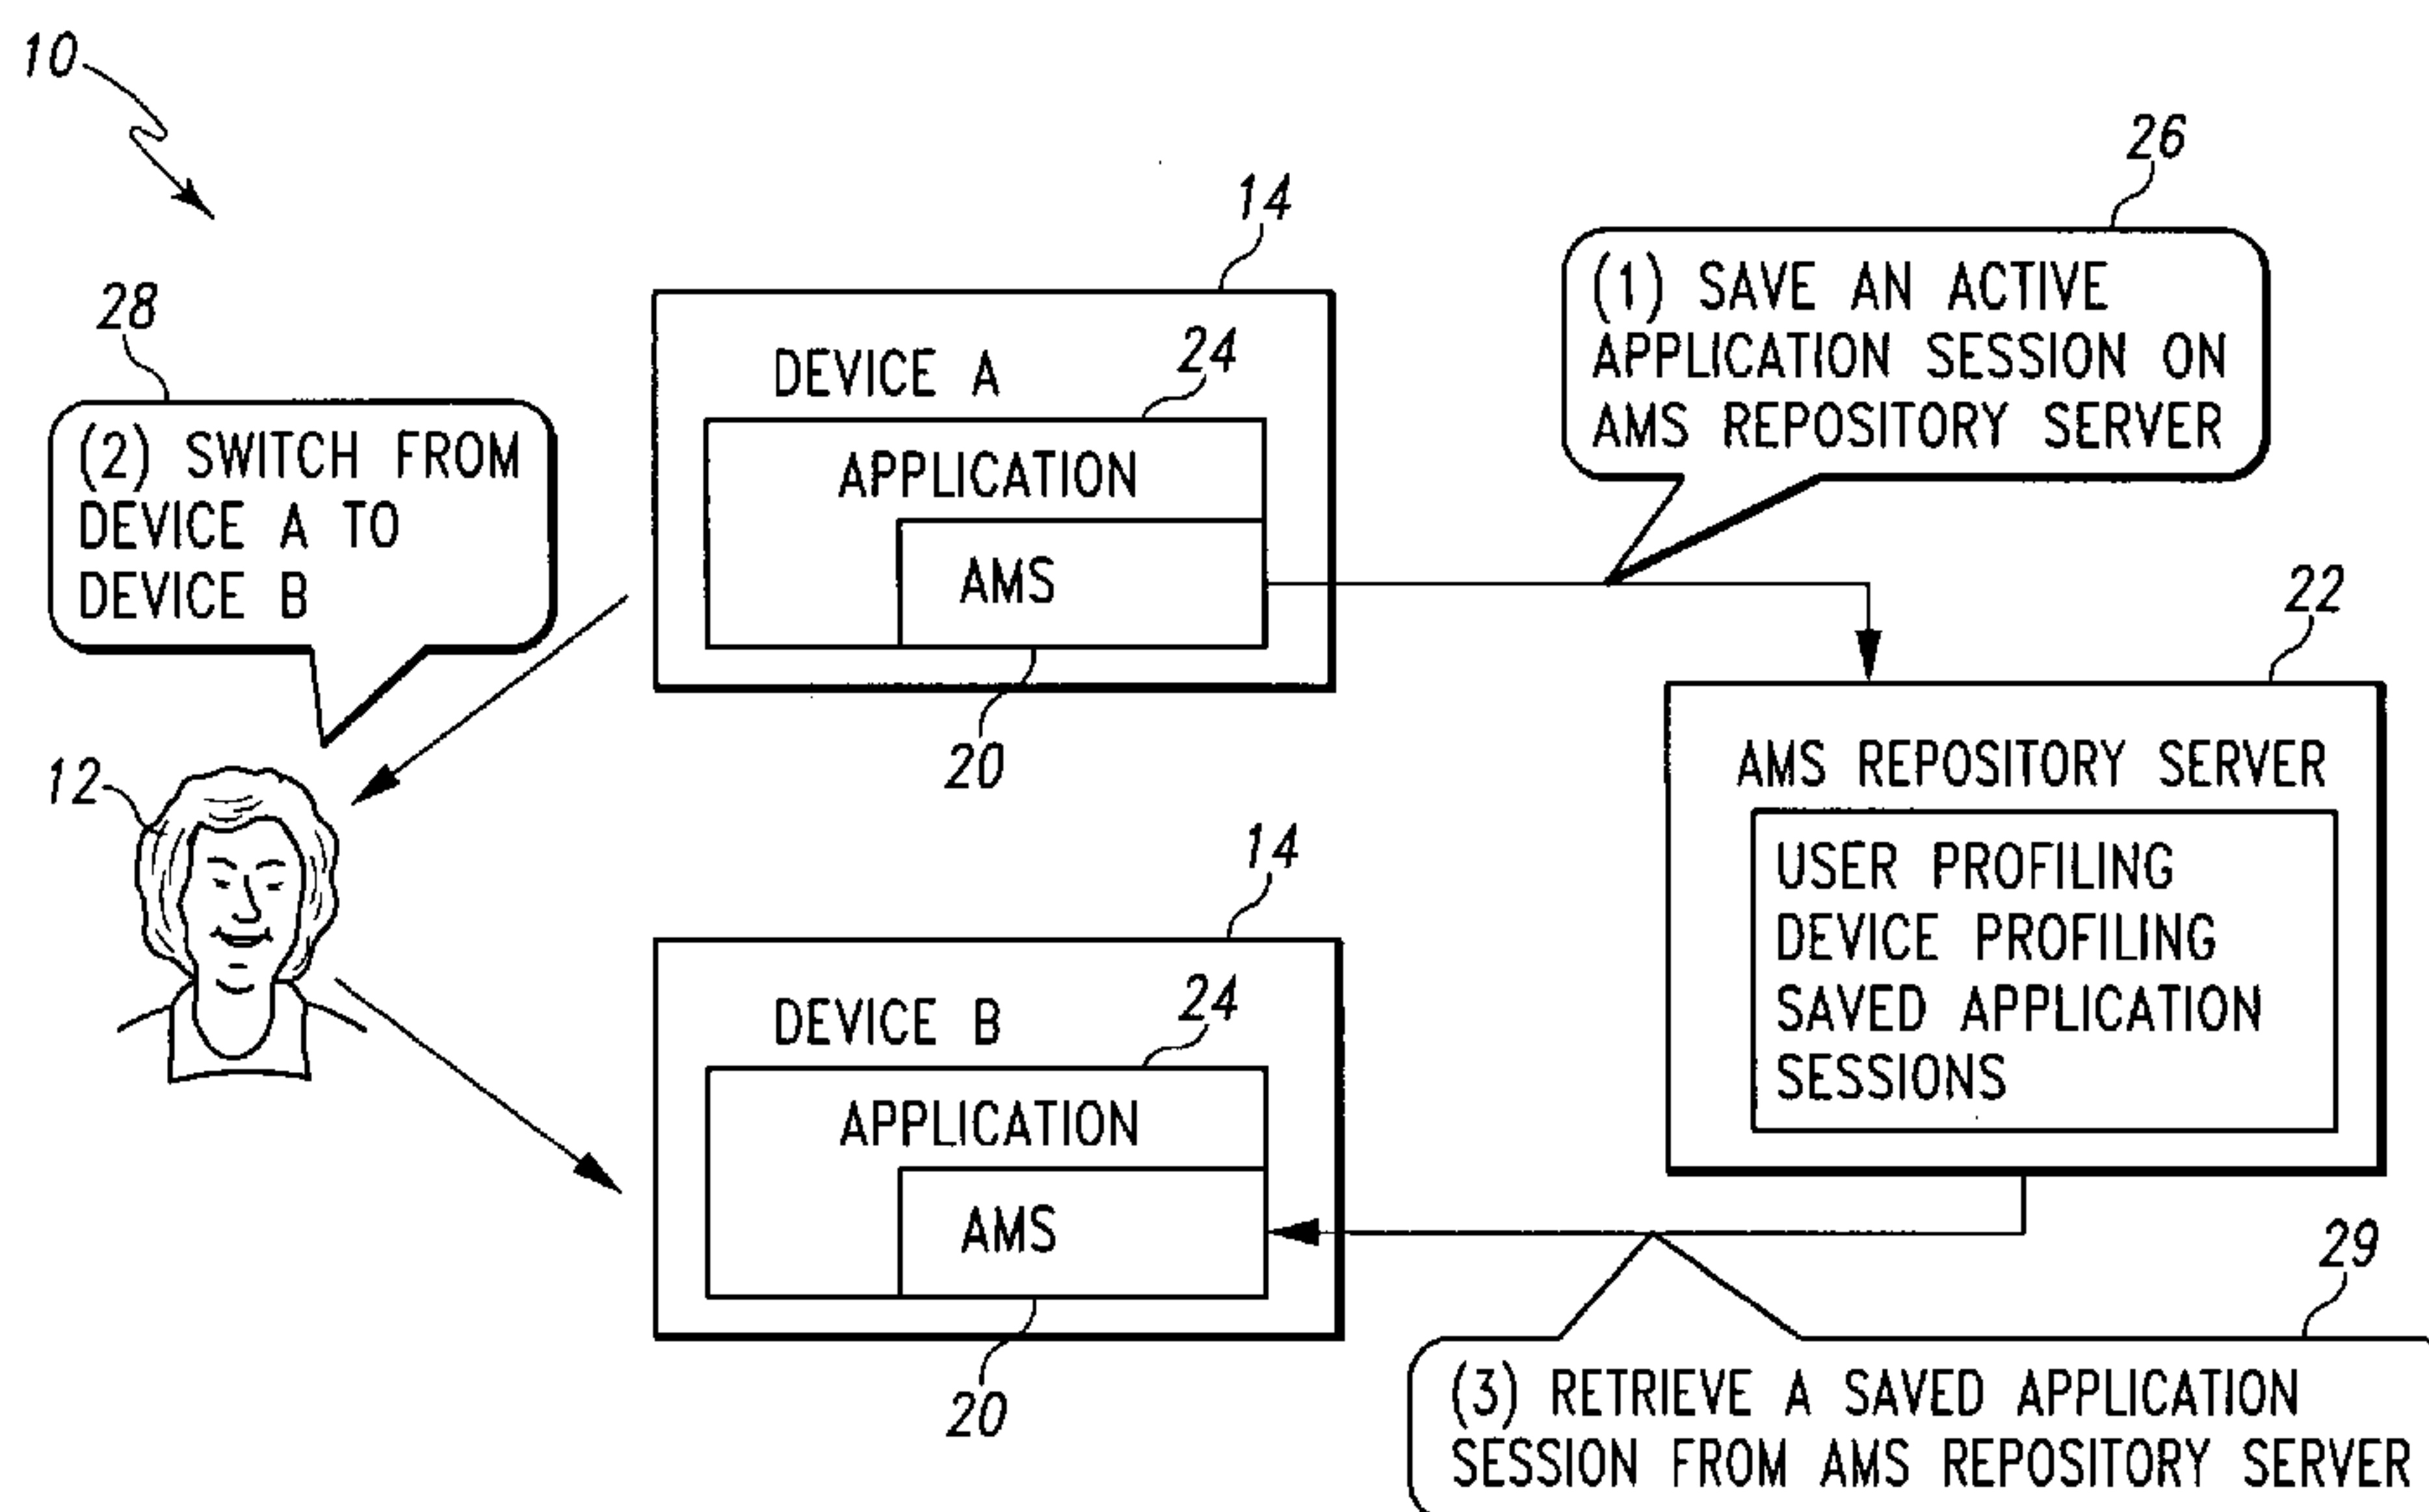 10
26
14
(1) SAVE AN ACTIVE
APPLICATION SESSION ON
AMS REPOSITORY SERVER
28
24
DEVICE A
(2) SWITCH FROM
DEVICE A TO
DEVICE B
APPLICATION
AMS
22
20
12
AMS REPOSITORY SERVER
USER PROFILING
DEVICE PROFILING
SAVED APPLICATION
SESSIONS
14
24
DEVICE B
APPLICATION
AMS
29
20
(3) RETRIEVE A SAVED APPLICATION
SESSION FROM AMS REPOSITORY SERVER